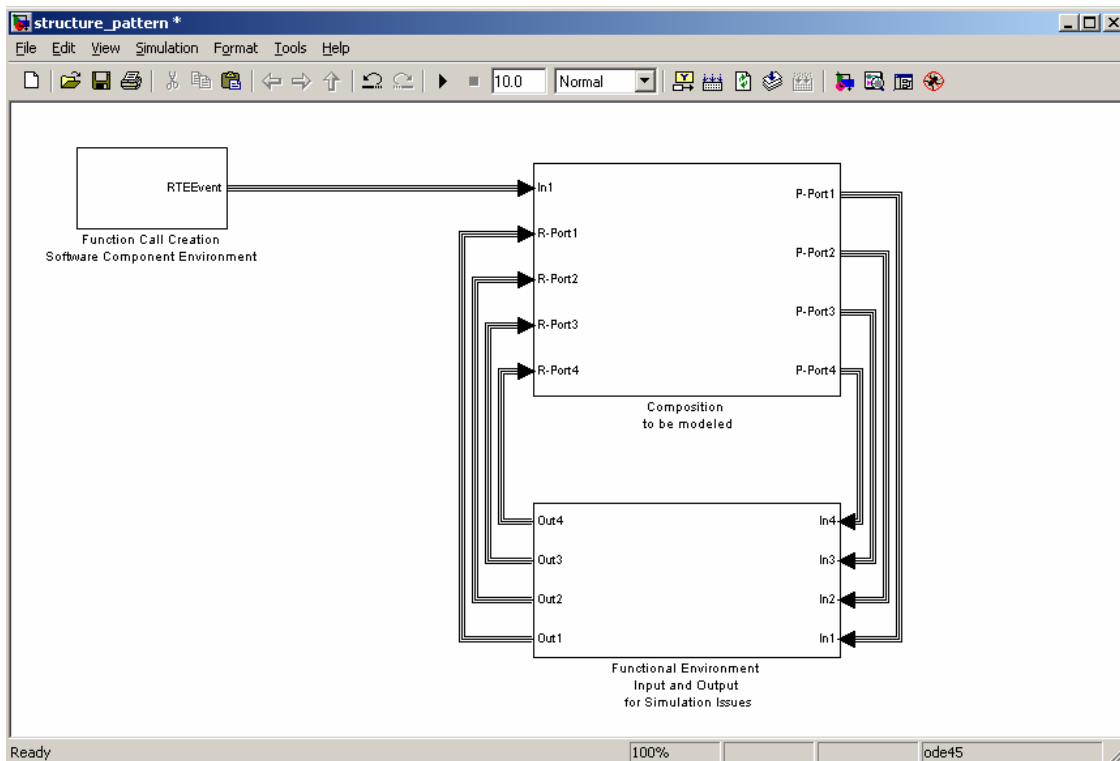 structure_pattern *
File Edit View Simulation Format Tools Help
10.0 Normal
RTEEvent
Function Call Creation
Software Component Environment
In1
R-Port1
R-Port2
R-Port3
R-Port4
P-Port1
P-Port2
P-Port3
P-Port4
Composition
to be modeled
Out4
Out3
Out2
Out1
In4
In3
In2
In1
Functional Environment
Input and Output
for Simulation Issues
Ready 100% ode45